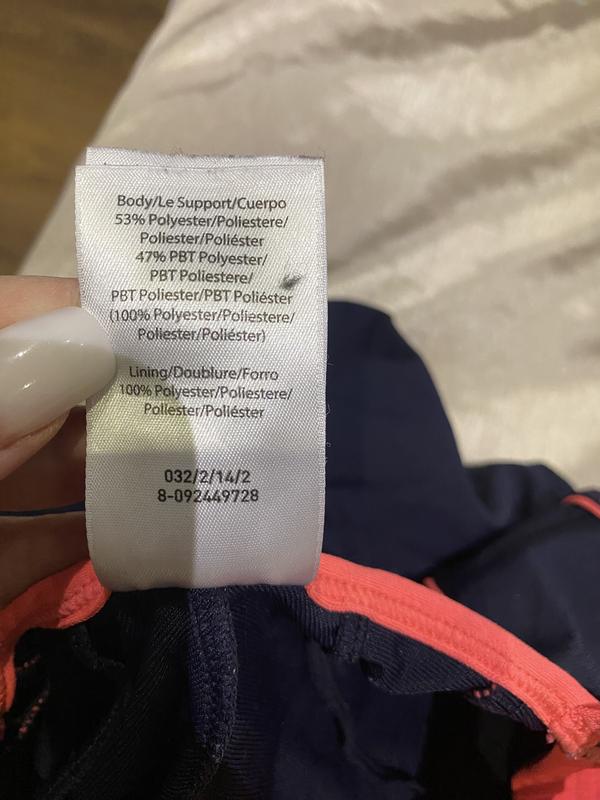 Body/Le Support/Cuerpo
53% Polyester/Poliestere/
Poliester/Poliéster
47% PBT Polyester/
PBT Poliestere/
PBT Poliester/PBT Poliéster
(100% Polyester/Poliestere/
Poliester/Poliéster)
Lining/Doublure/Forro
100% Polyester/Poliestere/
Poliester/Poliéster
032/2/14/2
8-092449728